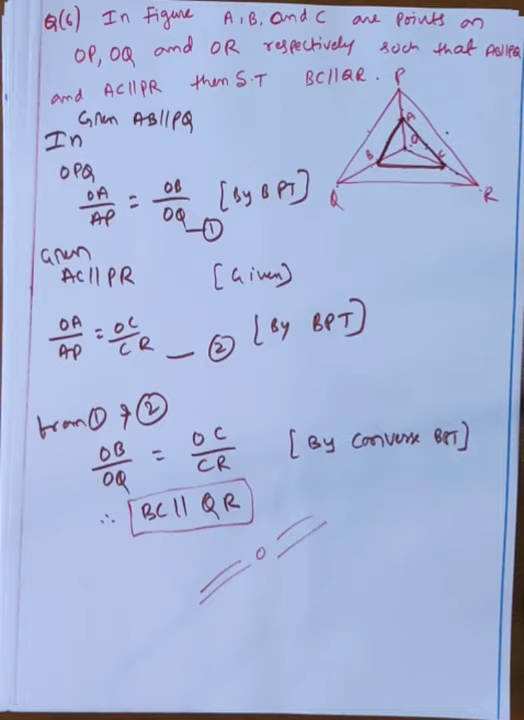 Q(6) In Figure A, B, and C are points on
OP, OQ and OR respectively such that AB||PQ
and AC||PR then S.T BC||QR.
Given AB||PQ
In
OPQ
OA/AP = OB/OQ — ① [By BPT]
Given
AC||PR [Given]
OA/AP = OC/CR — ② [By BPT]
from ① & ②
OB/OQ = OC/CR [By Converse BPT]
∴ BC || QR
P
A
O
B
C
Q
R